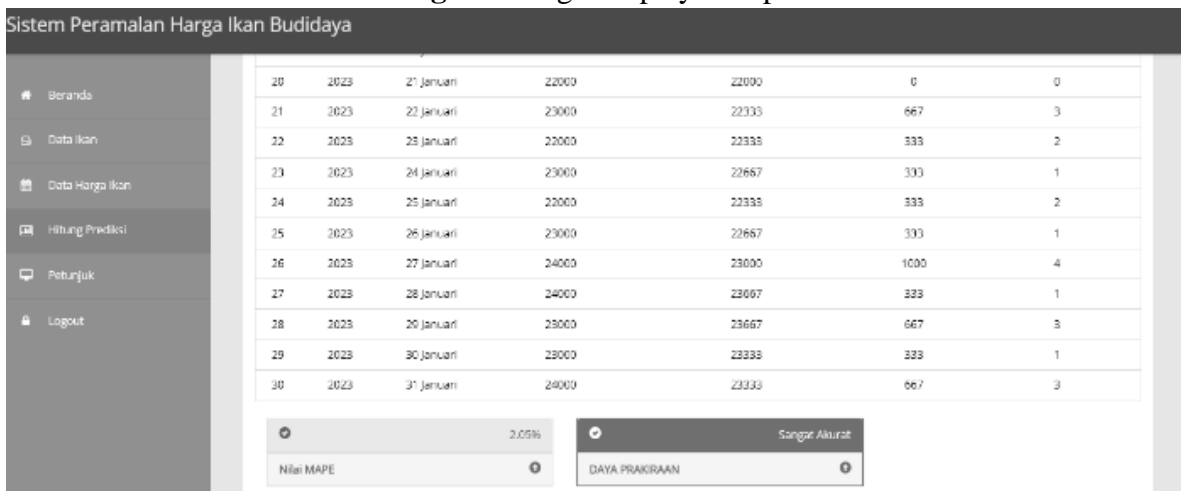 Sistem Peramalan Harga Ikan Budidaya
Beranda
Data Ikan
Data Harga Ikan
Hitung Prediksi
Petunjuk
Logout
20 2023 21 Januari 22000 22000 0 0
21 2023 22 Januari 23000 22333 667 3
22 2023 23 Januari 22000 22333 333 2
23 2023 24 Januari 23000 22667 333 1
24 2023 25 Januari 22000 22333 333 2
25 2023 26 Januari 23000 22667 333 1
26 2023 27 Januari 24000 23000 1000 4
27 2023 28 Januari 24000 23667 333 1
28 2023 29 Januari 23000 23667 667 3
29 2023 30 Januari 23000 23333 333 1
30 2023 31 Januari 24000 23333 667 3
2.05%
Nilai MAPE
Sangat Akurat
DAYA PRAKIRAAN